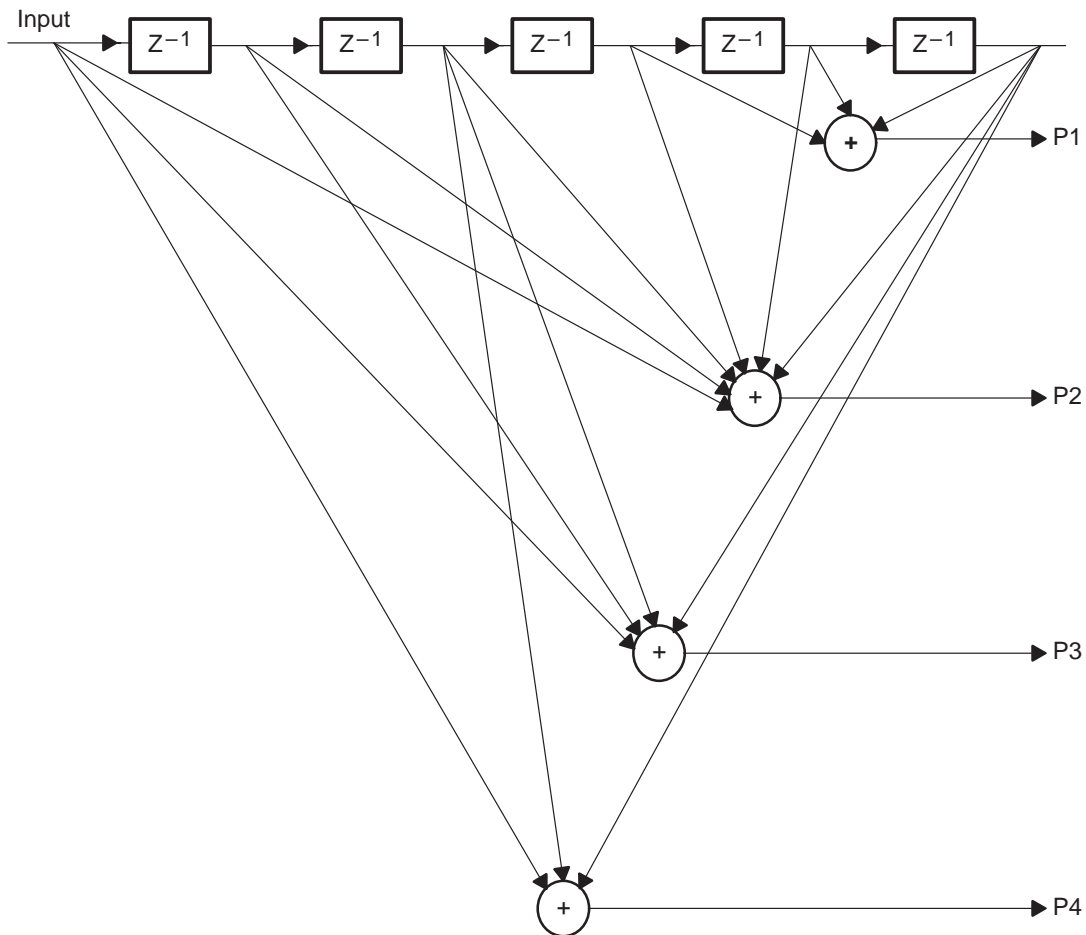 Input
Z⁻¹ Z⁻¹ Z⁻¹ Z⁻¹ Z⁻¹
+ P1
+ P2
+ P3
+ P4